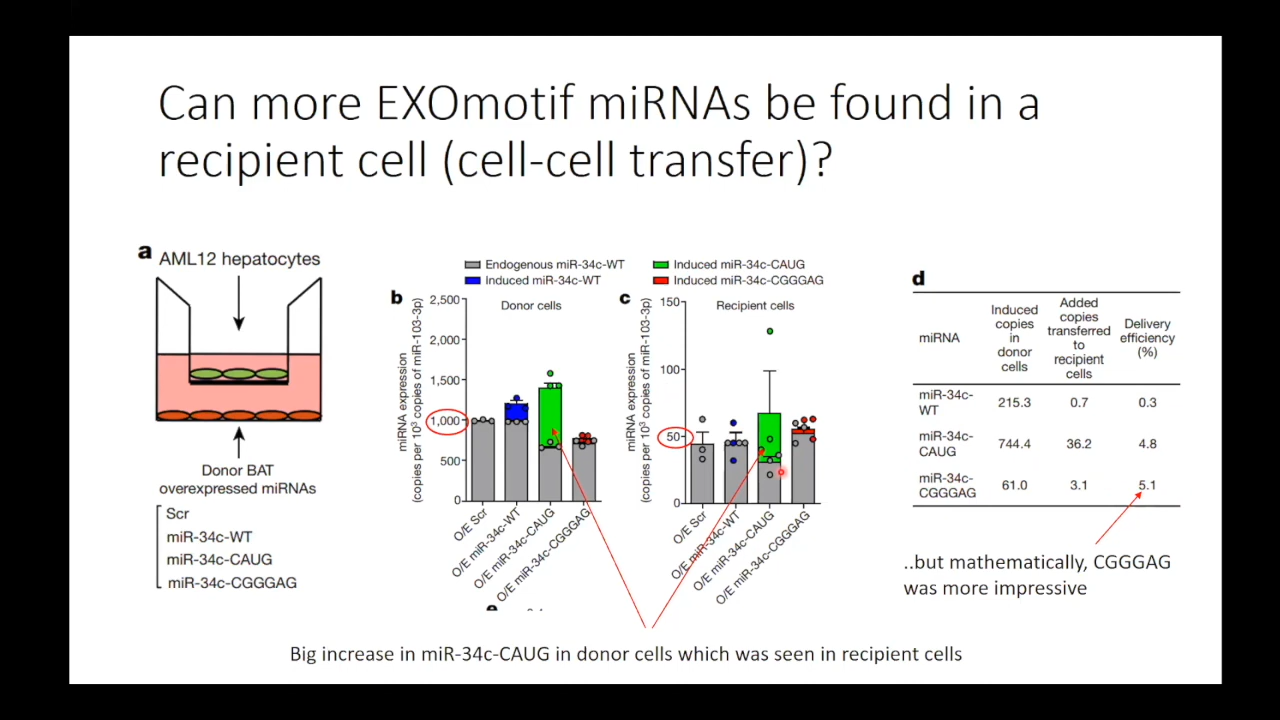 Can more EXOmotif miRNAs be found in a
recipient cell (cell-cell transfer)?
a
AML12 hepatocytes
Donor BAT
overexpressed miRNAs
Scr
miR-34c-WT
miR-34c-CAUG
miR-34c-CGGGAG
Endogenous miR-34c-WT
Induced miR-34c-WT
Induced miR-34c-CAUG
Induced miR-34c-CGGGAG
b
Donor cells
miRNA expression
(copies per 10³ copies of miR-103-3p)
2,500
2,000
1,500
1,000
500
0
O/E Scr
O/E miR-34c-WT
O/E miR-34c-CAUG
O/E miR-34c-CGGGAG
c
Recipient cells
miRNA expression
(copies per 10³ copies of miR-103-3p)
150
100
50
0
O/E Scr
O/E miR-34c-WT
O/E miR-34c-CAUG
O/E miR-34c-CGGGAG
d
miRNA
Induced
copies
in
donor
cells
Added
copies
transferred
to
recipient
cells
Delivery
efficiency
(%)
miR-34c-
WT
215.3
0.7
0.3
miR-34c-
CAUG
744.4
36.2
4.8
miR-34c-
CGGGAG
61.0
3.1
5.1
..but mathematically, CGGGAG
was more impressive
Big increase in miR-34c-CAUG in donor cells which was seen in recipient cells